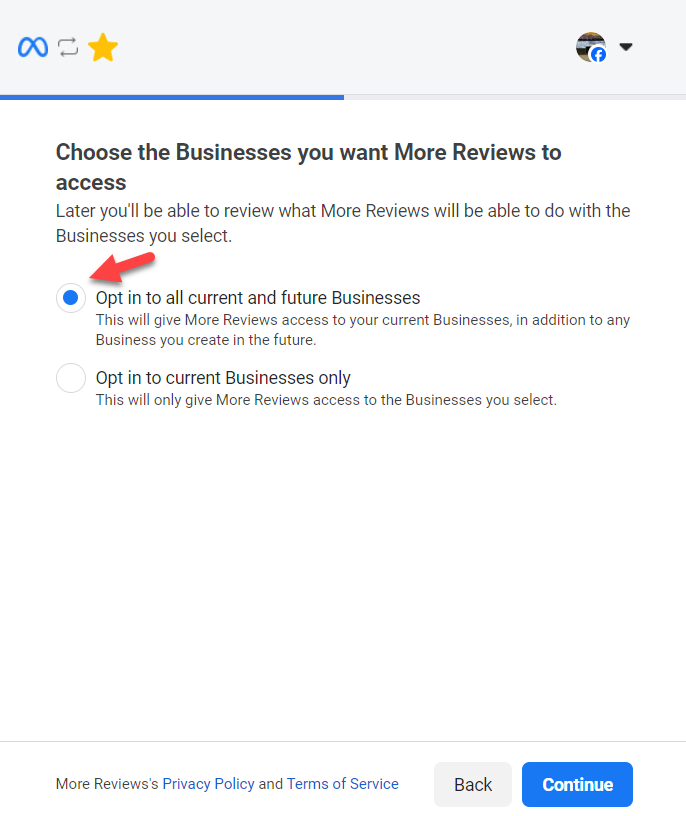 Choose the Businesses you want More Reviews to
access
Later you'll be able to review what More Reviews will be able to do with the
Businesses you select.
Opt in to all current and future Businesses
This will give More Reviews access to your current Businesses, in addition to any
Business you create in the future.
Opt in to current Businesses only
This will only give More Reviews access to the Businesses you select.
More Reviews's Privacy Policy and Terms of Service
Back
Continue